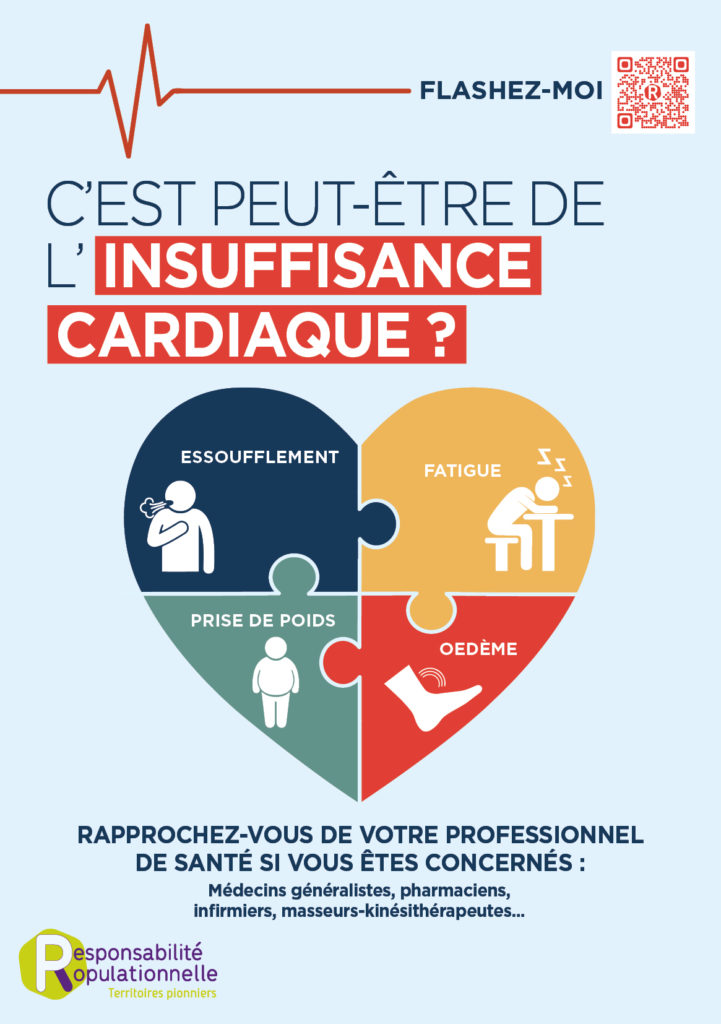 FLASHEZ-MOI
C'EST PEUT-ÊTRE DE
L' INSUFFISANCE
CARDIAQUE ?
ESSOUFFLEMENT
FATIGUE
PRISE DE POIDS
OEDÈME
RAPPROCHEZ-VOUS DE VOTRE PROFESSIONNEL
DE SANTÉ SI VOUS ÊTES CONCERNÉS :
Médecins généralistes, pharmaciens,
infirmiers, masseurs-kinésithérapeutes...
Responsabilité
Populationnelle
Territoires pionniers